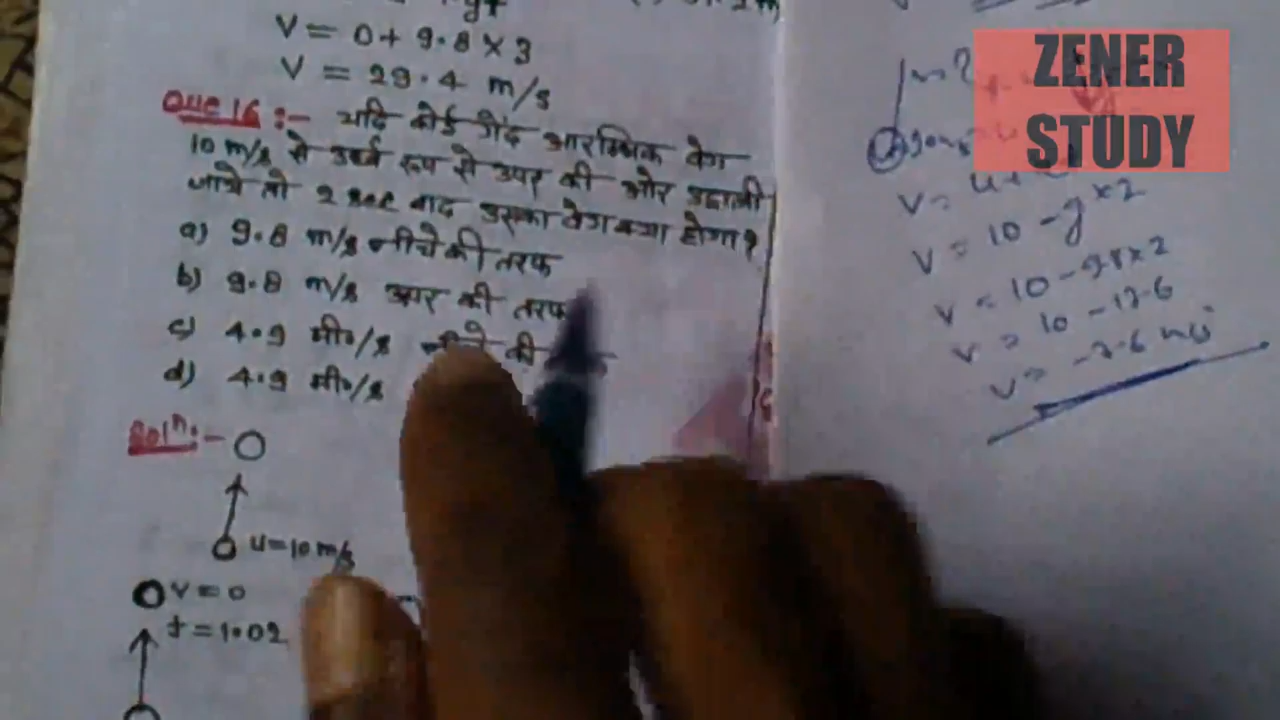 V = 0 + 9.8 × 3
V = 29.4 m/s
Que 16 :- यदि कोई गेंद आरम्भिक वेग
10 m/s से उर्ध्व रूप से उपर की ओर उछाली
जाये तो 2 sec बाद उसका वेग क्या होगा?
a) 9.8 m/s नीचे की तरफ
b) 9.8 m/s ऊपर की तरफ
c) 4.9 मी०/s नीचे की
d) 4.9 मी०/s
Solⁿ:-
u = 10 m/s
v = 0
t = 1.02
ZENER
STUDY
V = 10 - g × 2
V = 10 - 9.8 × 2
V = 10 - 19.6
V = -9.6 m/s